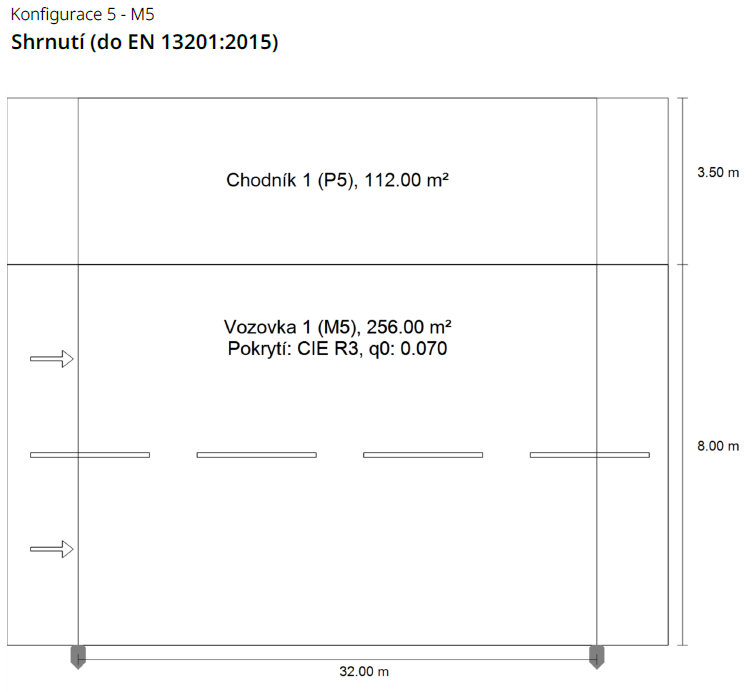 Konfigurace 5 - M5
Shrnutí (do EN 13201:2015)
Chodník 1 (P5), 112.00 m²
3.50 m
Vozovka 1 (M5), 256.00 m²
Pokrytí: CIE R3, q0: 0.070
8.00 m
32.00 m